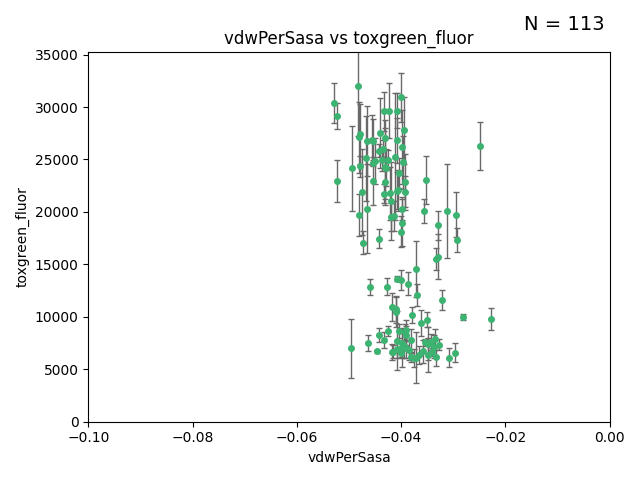 N = 113
vdwPerSasa vs toxgreen_fluor
35000
30000
25000
20000
15000
10000
5000
0
toxgreen_fluor
−0.10 −0.08 −0.06 −0.04 −0.02 0.00
vdwPerSasa